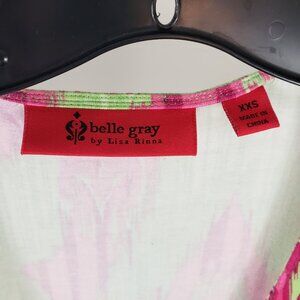 belle gray
by Lisa Rinna
XXS
MADE IN
CHINA